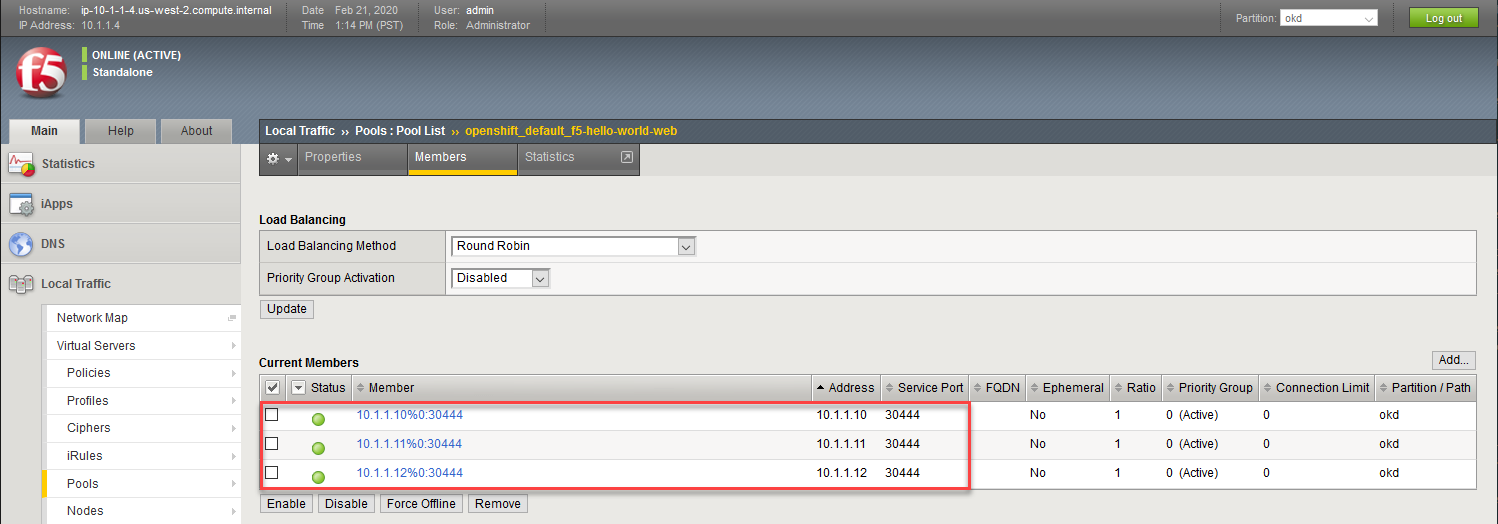 Hostname: ip-10-1-1-4.us-west-2.compute.internal Date Feb 21, 2020 User: admin
IP Address: 10.1.1.4 Time 1:14 PM (PST) Role: Administrator
Partition: okd Log out
f5
ONLINE (ACTIVE)
Standalone
Main Help About
Local Traffic ›› Pools : Pool List ›› openshift_default_f5-hello-world-web
Properties Members Statistics
Statistics
iApps
DNS
Local Traffic
Network Map
Virtual Servers
Policies
Profiles
Ciphers
iRules
Pools
Nodes
Load Balancing
Load Balancing Method Round Robin
Priority Group Activation Disabled
Update
Current Members Add...
Status Member Address Service Port FQDN Ephemeral Ratio Priority Group Connection Limit Partition / Path
10.1.1.10%0:30444 10.1.1.10 30444 No 1 0 (Active) 0 okd
10.1.1.11%0:30444 10.1.1.11 30444 No 1 0 (Active) 0 okd
10.1.1.12%0:30444 10.1.1.12 30444 No 1 0 (Active) 0 okd
Enable Disable Force Offline Remove